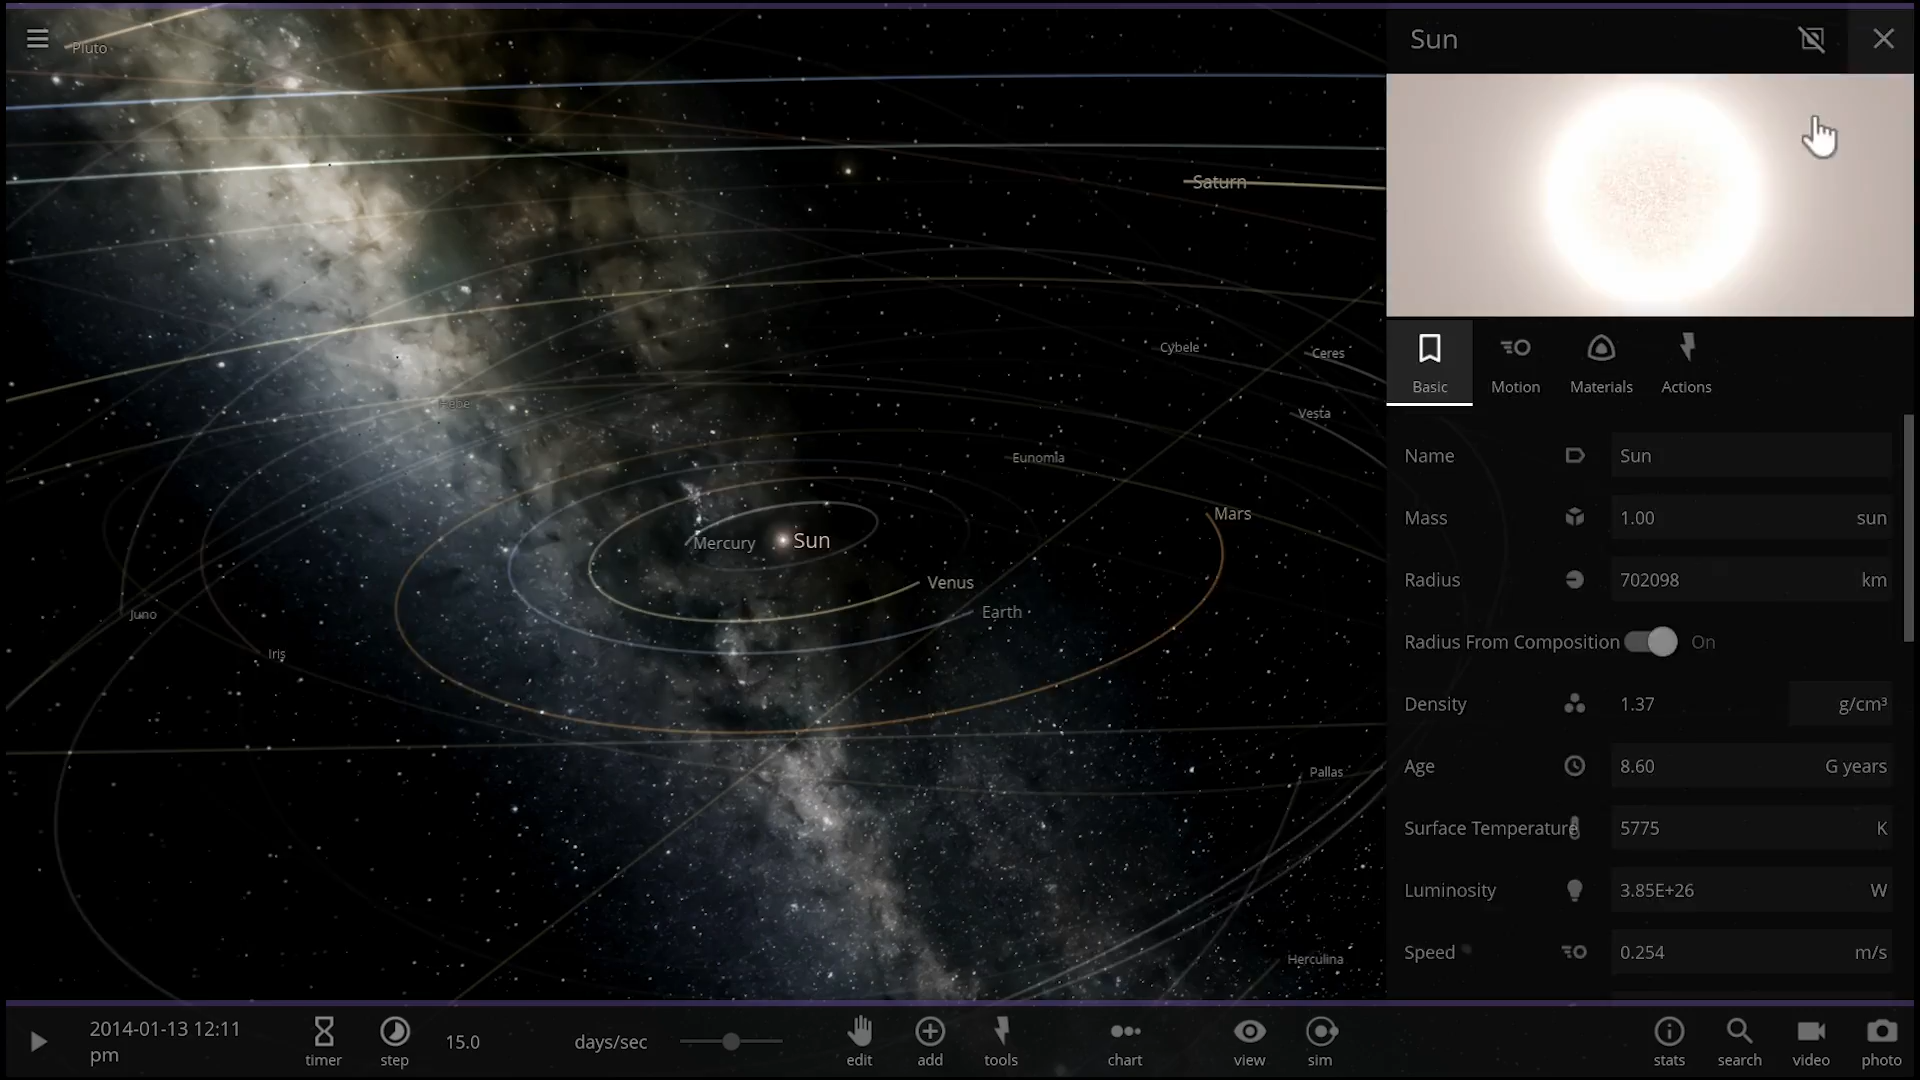 Pluto
Sun
Saturn
Cybele
Ceres
Hebe
Vesta
Eunomia
Mars
Mercury
Sun
Venus
Earth
Juno
Iris
Pallas
Herculina
Basic
Motion
Materials
Actions
Name
Sun
Mass
1.00 sun
Radius
702098 km
Radius From Composition
On
Density
1.37 g/cm³
Age
8.60 G years
Surface Temperature
5775 K
Luminosity
3.85E+26 W
Speed
0.254 m/s
2014-01-13 12:11
pm
timer
step
15.0 days/sec
edit
add
tools
chart
view
sim
stats
search
video
photo